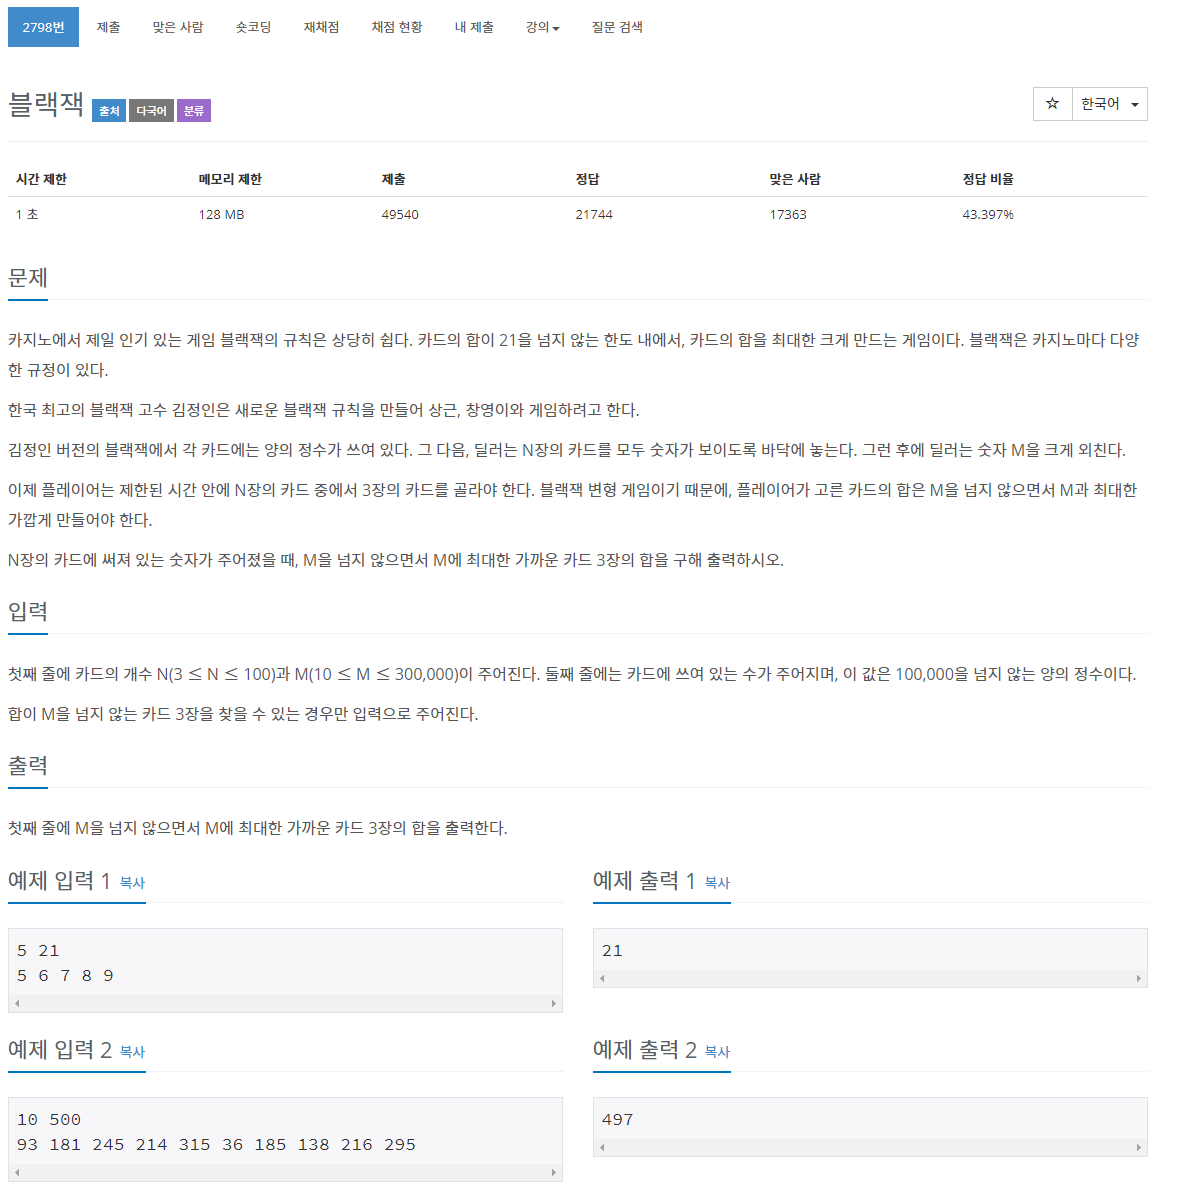 2798번 제출 맞은 사람 숏코딩 재채점 채점 현황 내 제출 강의 질문 검색
블랙잭 출처 다국어 분류 ☆ 한국어
시간 제한 메모리 제한 제출 정답 맞은 사람 정답 비율
1 초 128 MB 49540 21744 17363 43.397%
문제
카지노에서 제일 인기 있는 게임 블랙잭의 규칙은 상당히 쉽다. 카드의 합이 21을 넘지 않는 한도 내에서, 카드의 합을 최대한 크게 만드는 게임이다. 블랙잭은 카지노마다 다양
한 규정이 있다.
한국 최고의 블랙잭 고수 김정인은 새로운 블랙잭 규칙을 만들어 상근, 창영이와 게임하려고 한다.
김정인 버전의 블랙잭에서 각 카드에는 양의 정수가 쓰여 있다. 그 다음, 딜러는 N장의 카드를 모두 숫자가 보이도록 바닥에 놓는다. 그런 후에 딜러는 숫자 M을 크게 외친다.
이제 플레이어는 제한된 시간 안에 N장의 카드 중에서 3장의 카드를 골라야 한다. 블랙잭 변형 게임이기 때문에, 플레이어가 고른 카드의 합은 M을 넘지 않으면서 M과 최대한
가깝게 만들어야 한다.
N장의 카드에 써져 있는 숫자가 주어졌을 때, M을 넘지 않으면서 M에 최대한 가까운 카드 3장의 합을 구해 출력하시오.
입력
첫째 줄에 카드의 개수 N(3 ≤ N ≤ 100)과 M(10 ≤ M ≤ 300,000)이 주어진다. 둘째 줄에는 카드에 쓰여 있는 수가 주어지며, 이 값은 100,000을 넘지 않는 양의 정수이다.
합이 M을 넘지 않는 카드 3장을 찾을 수 있는 경우만 입력으로 주어진다.
출력
첫째 줄에 M을 넘지 않으면서 M에 최대한 가까운 카드 3장의 합을 출력한다.
예제 입력 1 복사
5 21
5 6 7 8 9
예제 출력 1 복사
21
예제 입력 2 복사
10 500
93 181 245 214 315 36 185 138 216 295
예제 출력 2 복사
497